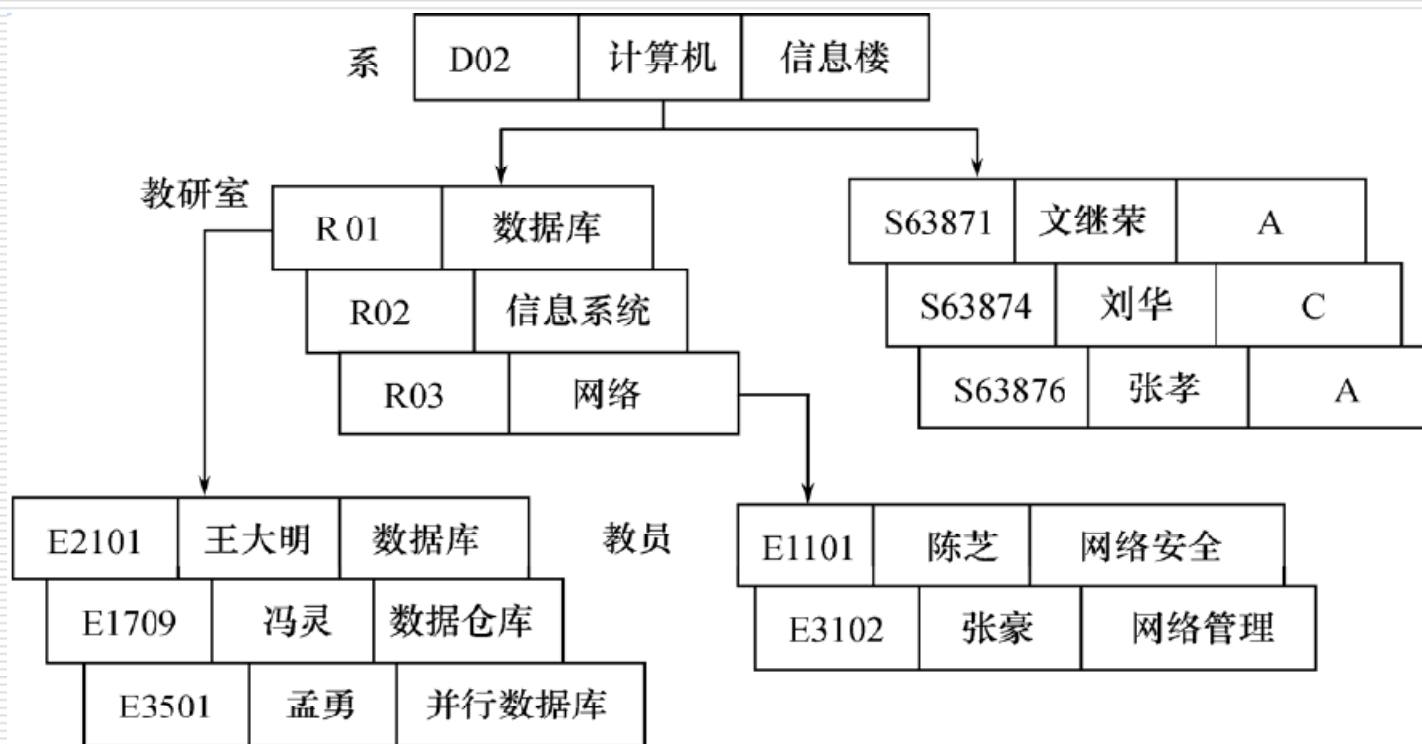 系 D02 计算机 信息楼
教研室 R 01 数据库
R02 信息系统
R03 网络
S63871 文继荣 A
S63874 刘华 C
S63876 张孝 A
E2101 王大明 数据库
E1709 冯灵 数据仓库
E3501 孟勇 并行数据库
教员 E1101 陈芝 网络安全
E3102 张豪 网络管理